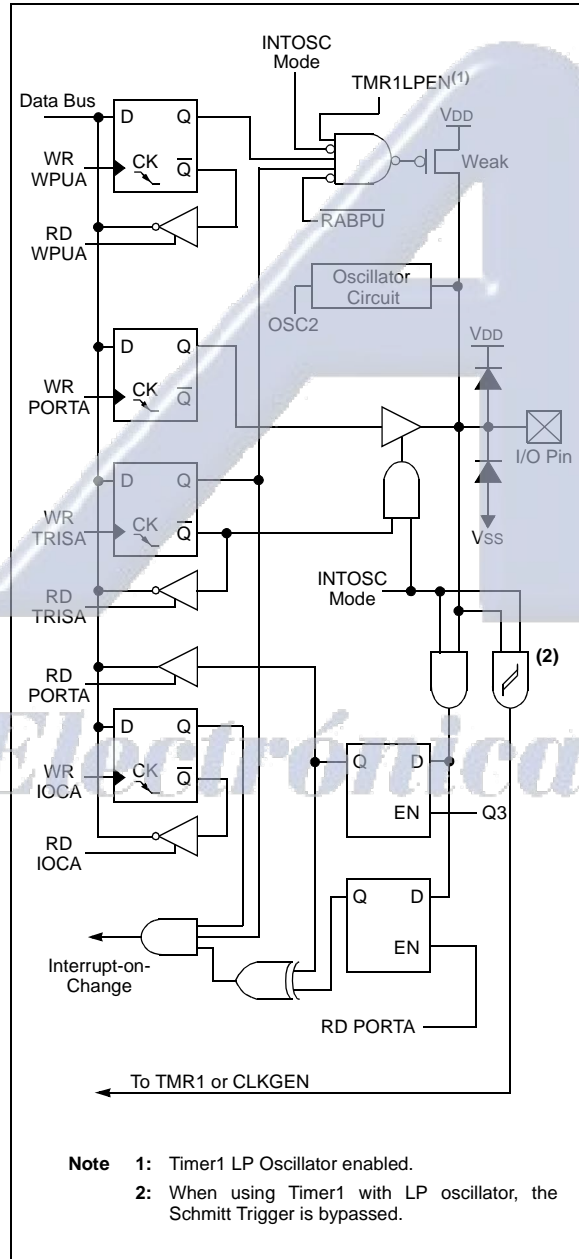 INTOSC
Mode
TMR1LPEN(1)
Data Bus
D Q
VDD
WR
WPUA
CK Q
Weak
RABPU
RD
WPUA
Oscillator
Circuit
OSC2
VDD
D Q
WR
PORTA
CK Q
I/O Pin
D Q
WR
TRISA
CK Q
VSS
INTOSC
Mode
RD
TRISA
(2)
RD
PORTA
Electrónica
D Q
WR
IOCA
CK Q
Q D
EN Q3
RD
IOCA
Q D
EN
Interrupt-on-
Change
RD PORTA
To TMR1 or CLKGEN
Note 1: Timer1 LP Oscillator enabled.
2: When using Timer1 with LP oscillator, the
Schmitt Trigger is bypassed.